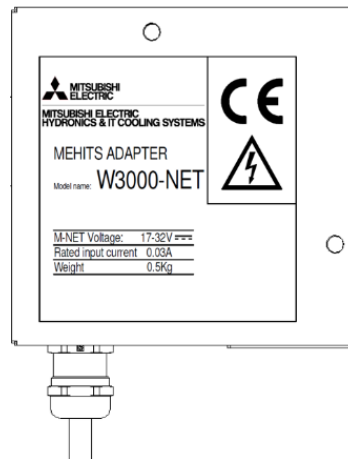 MITSUBISHI
ELECTRIC
MITSUBISHI ELECTRIC
HYDRONICS & IT COOLING SYSTEMS
CE
MEHITS ADAPTER
Model name: W3000-NET
M-NET Voltage: 17-32V
Rated input current 0.03A
Weight 0.5Kg